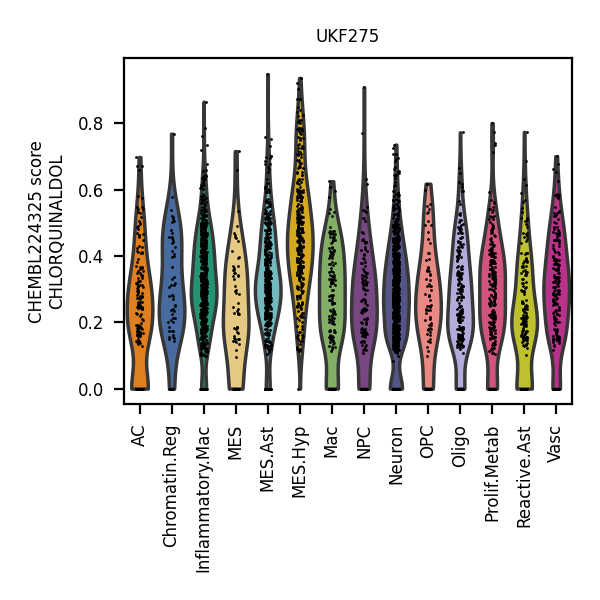 UKF275
CHEMBL224325 score
CHLORQUINALDOL
0.8
0.6
0.4
0.2
0.0
AC
Chromatin.Reg
Inflammatory.Mac
MES
MES.Ast
MES.Hyp
Mac
NPC
Neuron
OPC
Oligo
Prolif.Metab
Reactive.Ast
Vasc